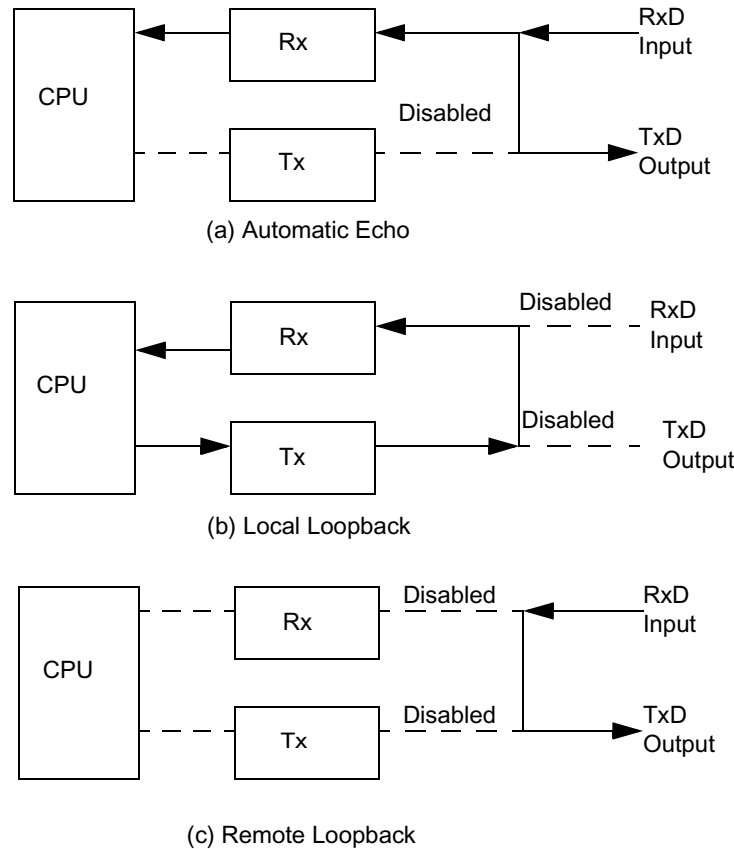 RxD
Input
Rx
CPU
Disabled
TxD
Output
Tx
(a) Automatic Echo
Disabled
RxD
Input
Rx
CPU
Disabled
TxD
Output
Tx
(b) Local Loopback
Disabled
RxD
Input
Rx
CPU
Disabled
TxD
Output
Tx
(c) Remote Loopback